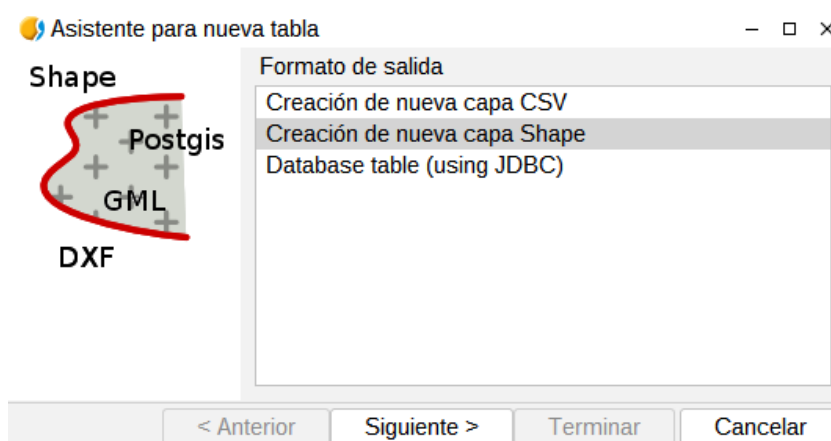 Asistente para nueva tabla
Shape
Postgis
GML
DXF
Formato de salida
Creación de nueva capa CSV
Creación de nueva capa Shape
Database table (using JDBC)
< Anterior
Siguiente >
Terminar
Cancelar